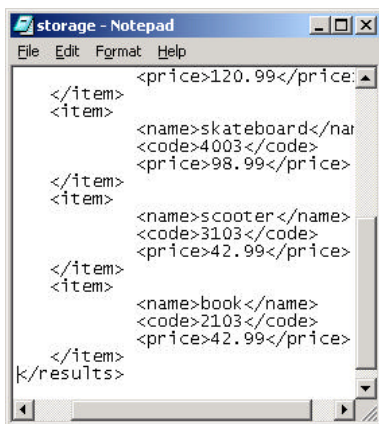 storage - Notepad
File Edit Format Help
<price>120.99</price>
</item>
<item>
<name>skateboard</nam
<code>4003</code>
<price>98.99</price>
</item>
<item>
<name>scooter</name>
<code>3103</code>
<price>42.99</price>
</item>
<item>
<name>book</name>
<code>2103</code>
<price>42.99</price>
</item>
</results>